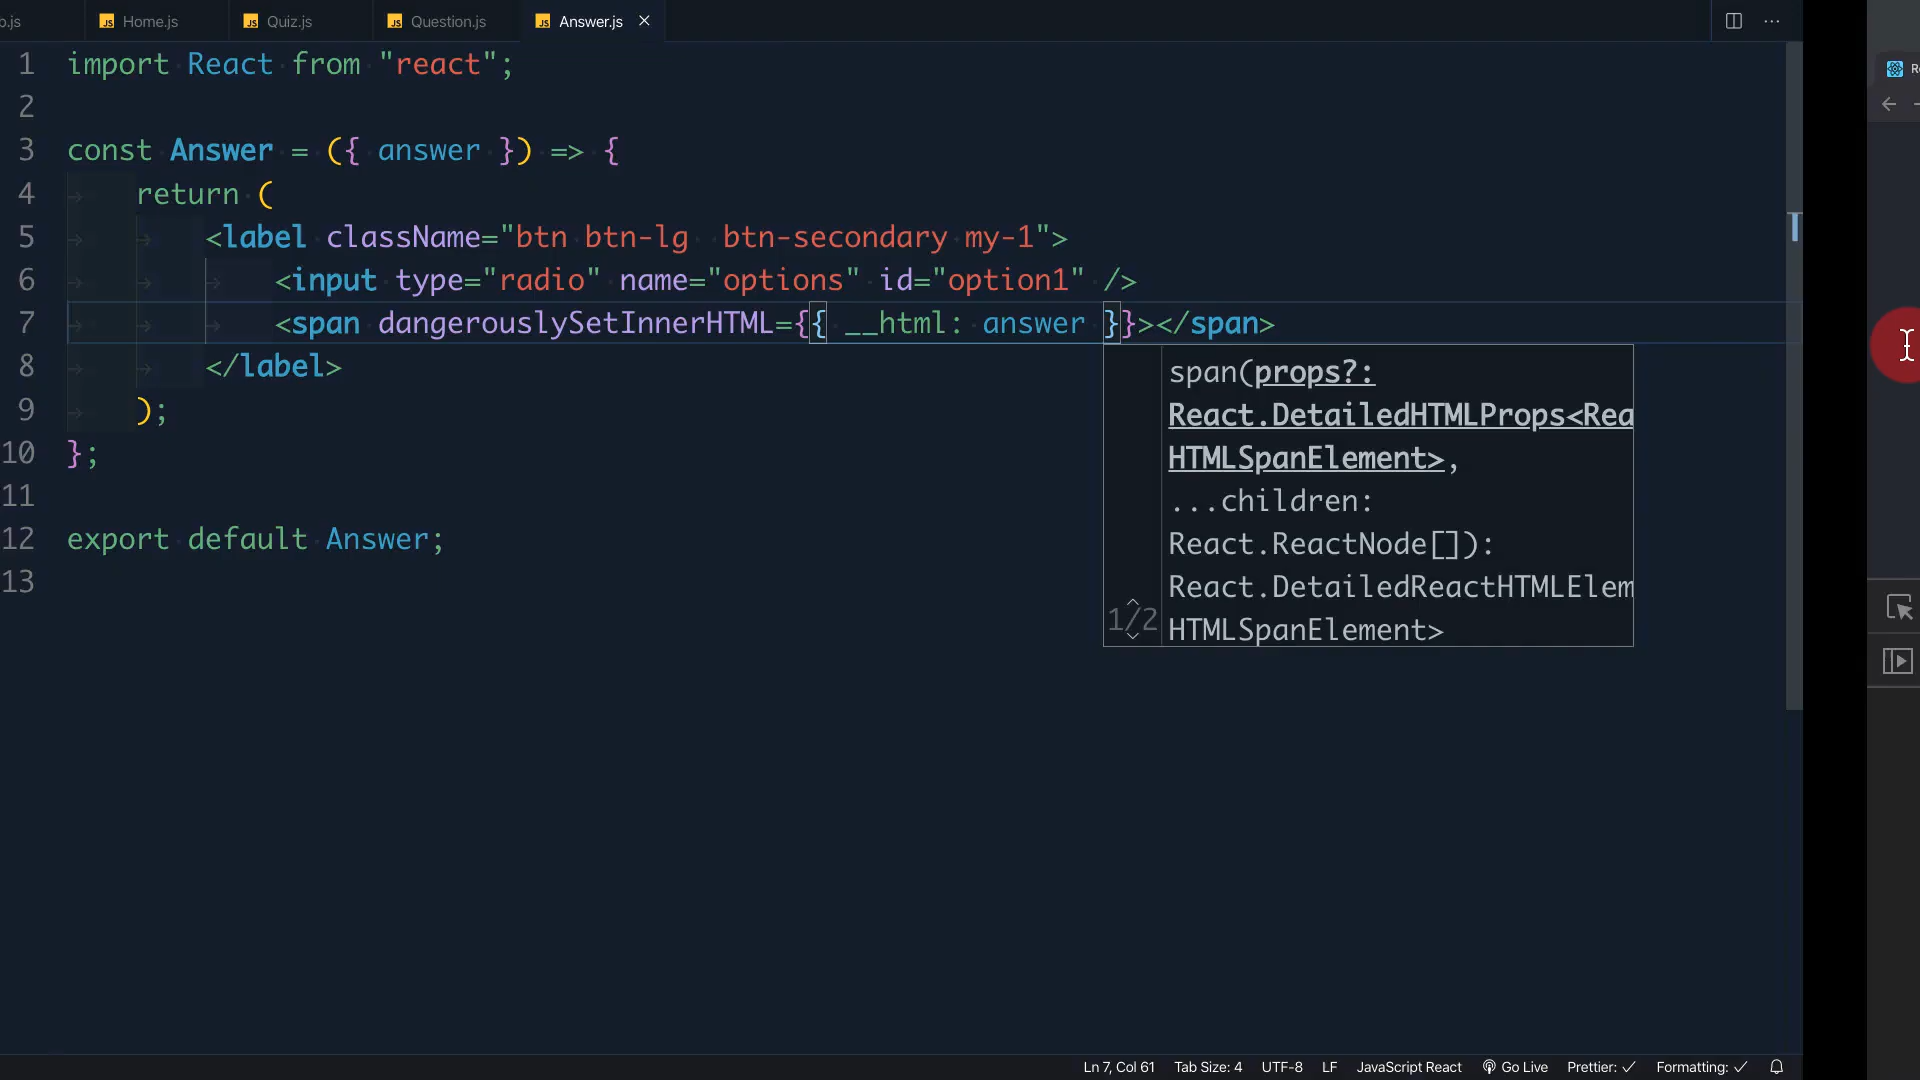 b.js Home.js Quiz.js Question.js Answer.js
1 import React from "react";
2
3 const Answer = ({ answer }) => {
4 return (
5 <label className="btn btn-lg  btn-secondary my-1">
6 <input type="radio" name="options" id="option1" />
7 <span dangerouslySetInnerHTML={{ __html: answer }}></span>
8 </label>
9 );
10 };
11
12 export default Answer;
13
span(props?:
React.DetailedHTMLProps<Rea
HTMLSpanElement>,
...children:
React.ReactNode[]):
React.DetailedReactHTMLElem
1/2 HTMLSpanElement>
Ln 7, Col 61 Tab Size: 4 UTF-8 LF JavaScript React Go Live Prettier: ✓ Formatting: ✓